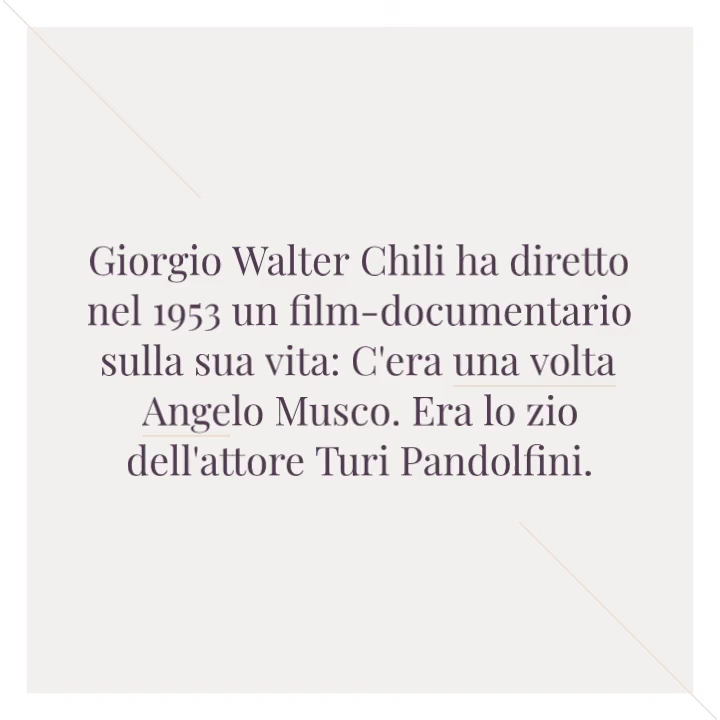 Giorgio Walter Chili ha diretto
nel 1953 un film-documentario
sulla sua vita: C'era una volta
Angelo Musco. Era lo zio
dell'attore Turi Pandolfini.